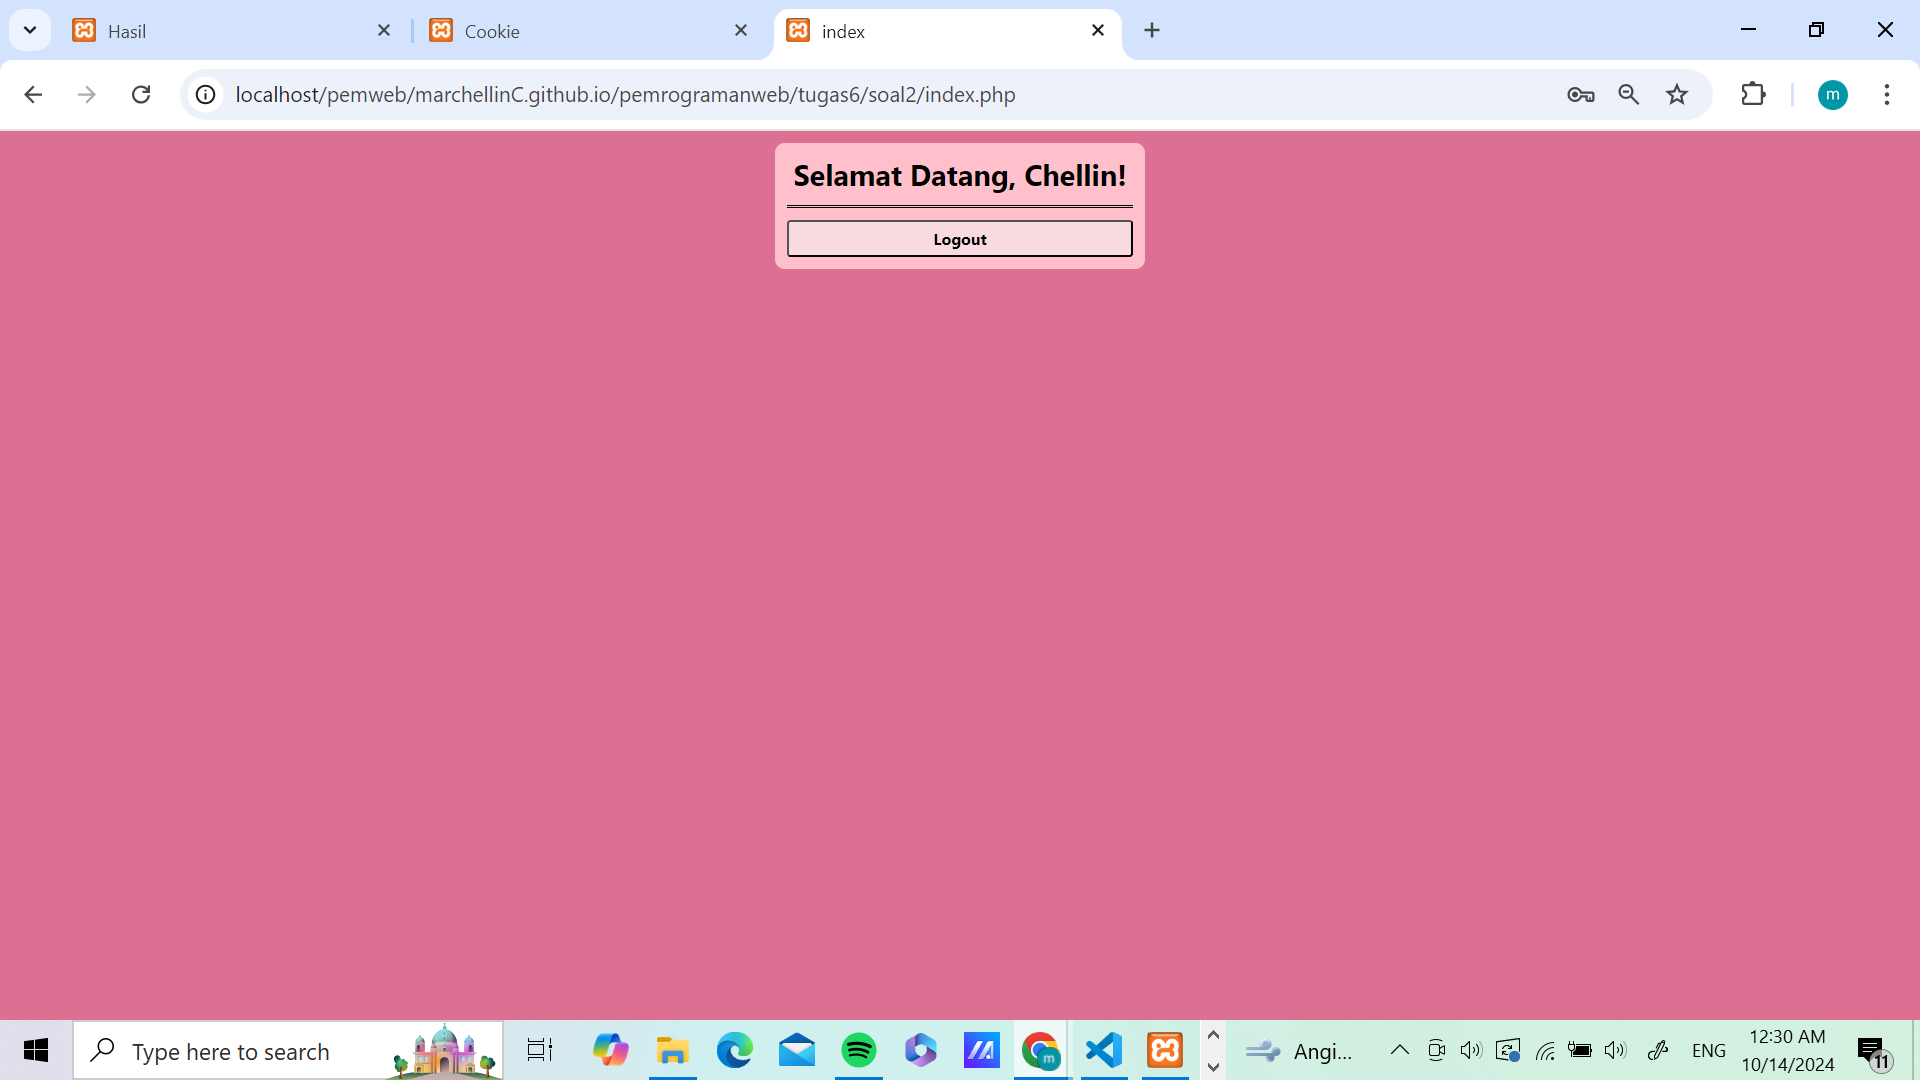 Hasil
Cookie
index
localhost/pemweb/marchellinC.github.io/pemrogramanweb/tugas6/soal2/index.php
m
Selamat Datang, Chellin!
Logout
Type here to search
m
Angi...
ENG
12:30 AM
10/14/2024
11